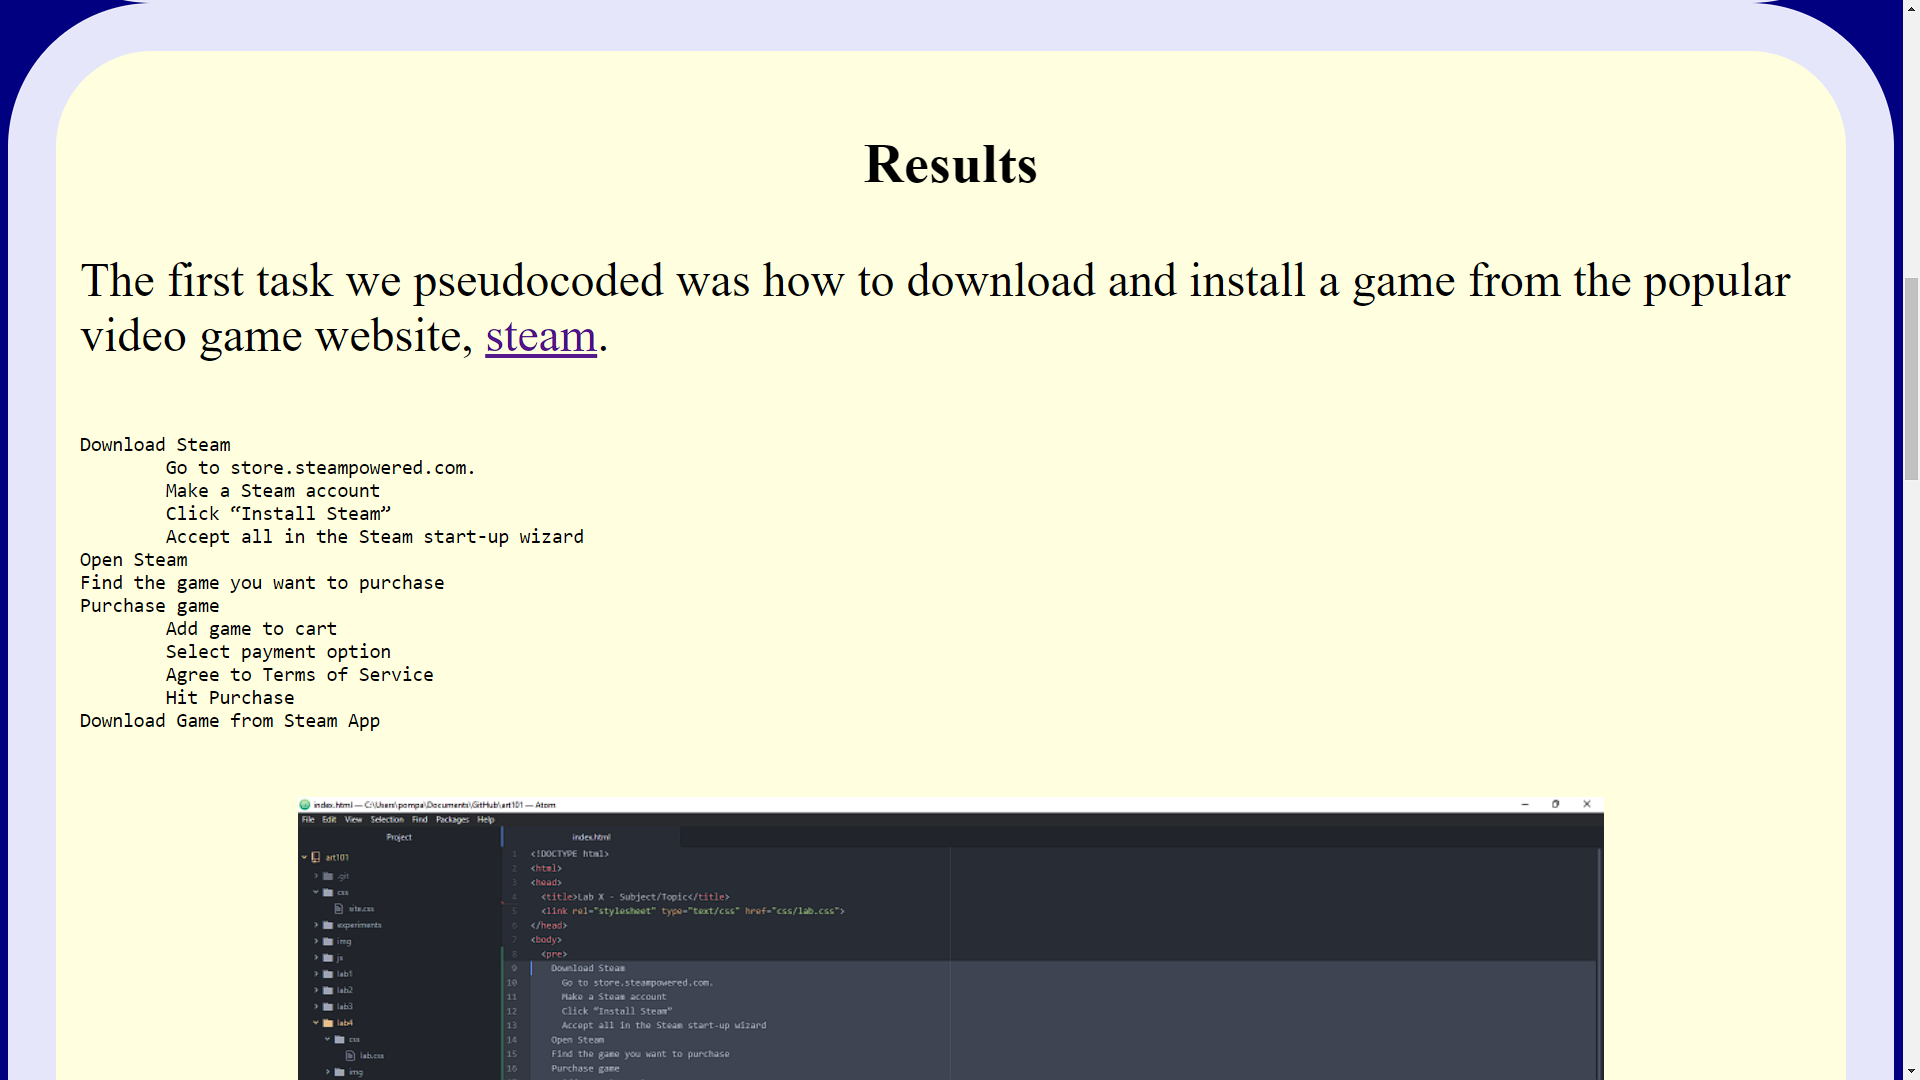 Results
The first task we pseudocoded was how to download and install a game from the popular
video game website, steam.
Download Steam
Go to store.steampowered.com.
Make a Steam account
Click “Install Steam”
Accept all in the Steam start-up wizard
Open Steam
Find the game you want to purchase
Purchase game
Add game to cart
Select payment option
Agree to Terms of Service
Hit Purchase
Download Game from Steam App
index.html — C:\Users\pompa\Documents\GitHub\art101 — Atom
File Edit View Selection Find Packages Help
Project
index.html
art101
.git
css
site.css
experiments
img
js
lab1
lab2
lab3
lab4
css
lab.css
img
1 <!DOCTYPE html>
2 <html>
3 <head>
4 <title>Lab X - Subject/Topic</title>
5 <link rel="stylesheet" type="text/css" href="css/lab.css">
6 </head>
7 <body>
8 <pre>
9 Download Steam
10 Go to store.steampowered.com.
11 Make a Steam account
12 Click “Install Steam”
13 Accept all in the Steam start-up wizard
14 Open Steam
15 Find the game you want to purchase
16 Purchase game